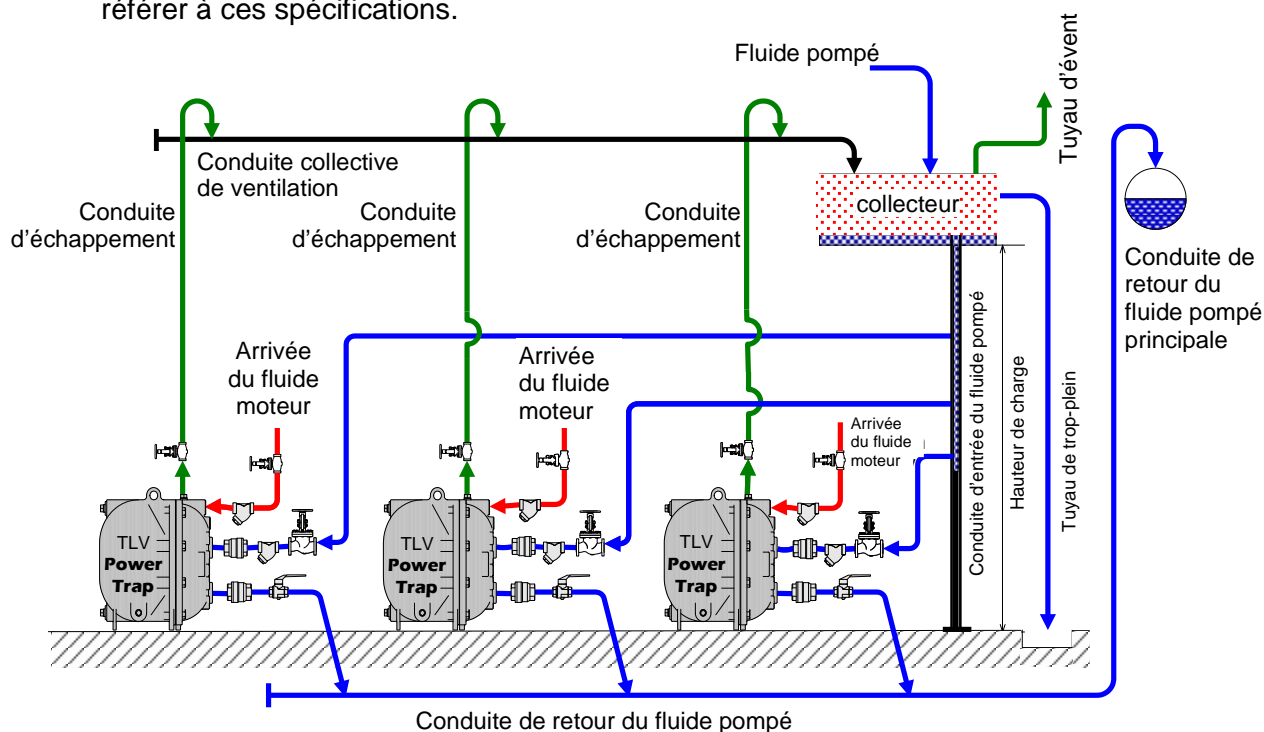 référer à ces spécifications.
Fluide pompé
Tuyau d'évent
Conduite collective
de ventilation
Conduite
d'échappement
Conduite
d'échappement
Conduite
d'échappement
collecteur
Conduite de
retour du
fluide pompé
principale
Arrivée
du fluide
moteur
Arrivée
du fluide
moteur
Arrivée
du fluide
moteur
Conduite d'entrée du fluide pompé
Hauteur de charge
Tuyau de trop-plein
TLV
Power
Trap
TLV
Power
Trap
TLV
Power
Trap
Conduite de retour du fluide pompé